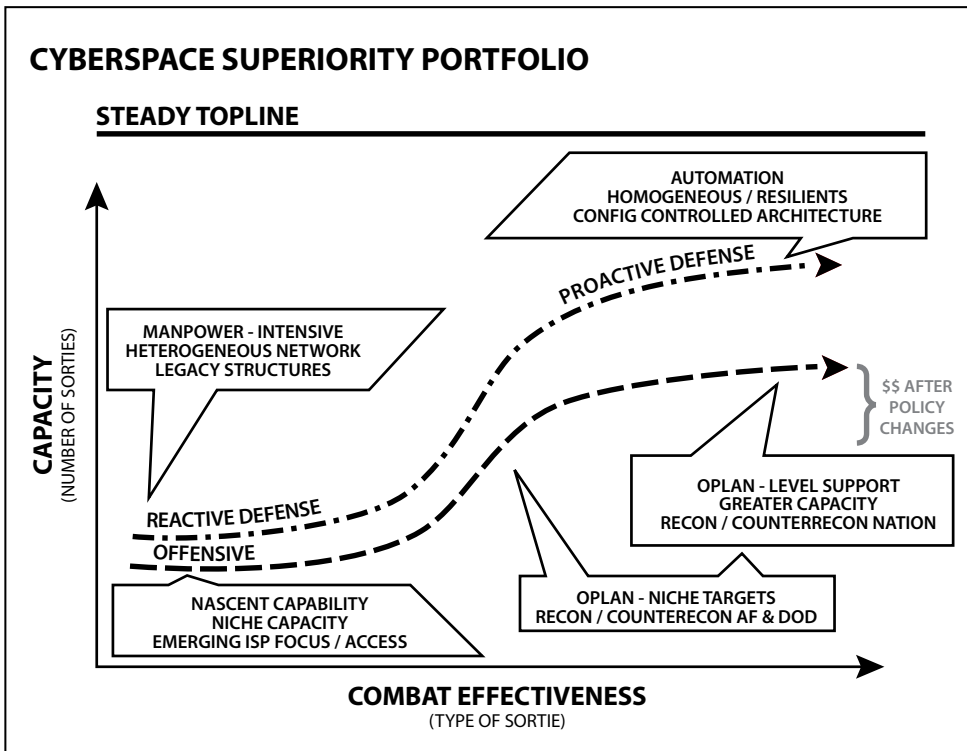 CYBERSPACE SUPERIORITY PORTFOLIO
STEADY TOPLINE
AUTOMATION
HOMOGENEOUS / RESILIENTS
CONFIG CONTROLLED ARCHITECTURE
PROACTIVE DEFENSE
MANPOWER - INTENSIVE
HETEROGENEOUS NETWORK
LEGACY STRUCTURES
CAPACITY
(NUMBER OF SORTIES)
$$ AFTER
POLICY
CHANGES
OPLAN - LEVEL SUPPORT
GREATER CAPACITY
RECON / COUNTERRECON NATION
REACTIVE DEFENSE
OFFENSIVE
OPLAN - NICHE TARGETS
RECON / COUNTERECON AF & DOD
NASCENT CAPABILITY
NICHE CAPACITY
EMERGING ISP FOCUS / ACCESS
COMBAT EFFECTIVENESS
(TYPE OF SORTIE)